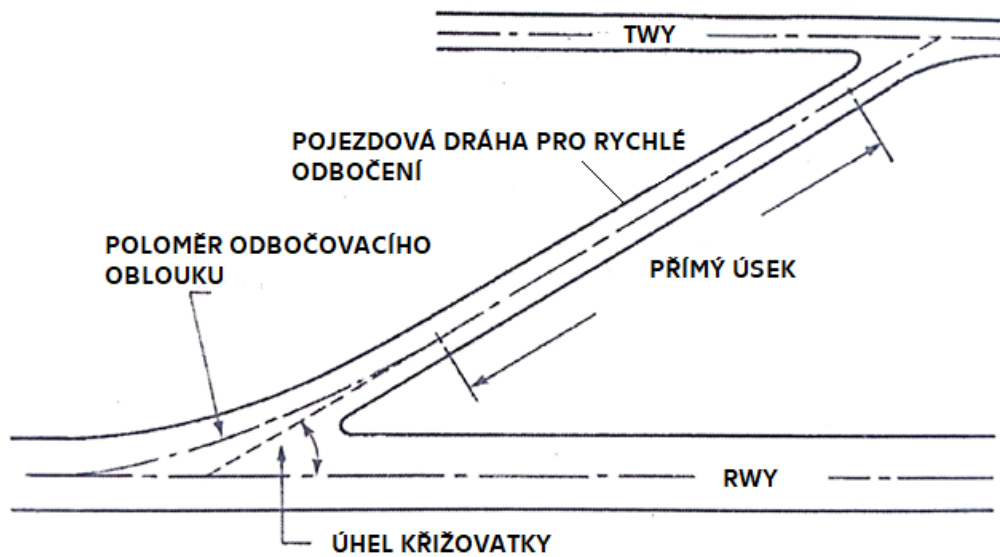 TWY
POJEZDOVÁ DRÁHA PRO RYCHLÉ
ODBOČENÍ
POLOMĚR ODBOČOVACÍHO
OBLOUKU
PŘÍMÝ ÚSEK
RWY
ÚHEL KŘIŽOVATKY